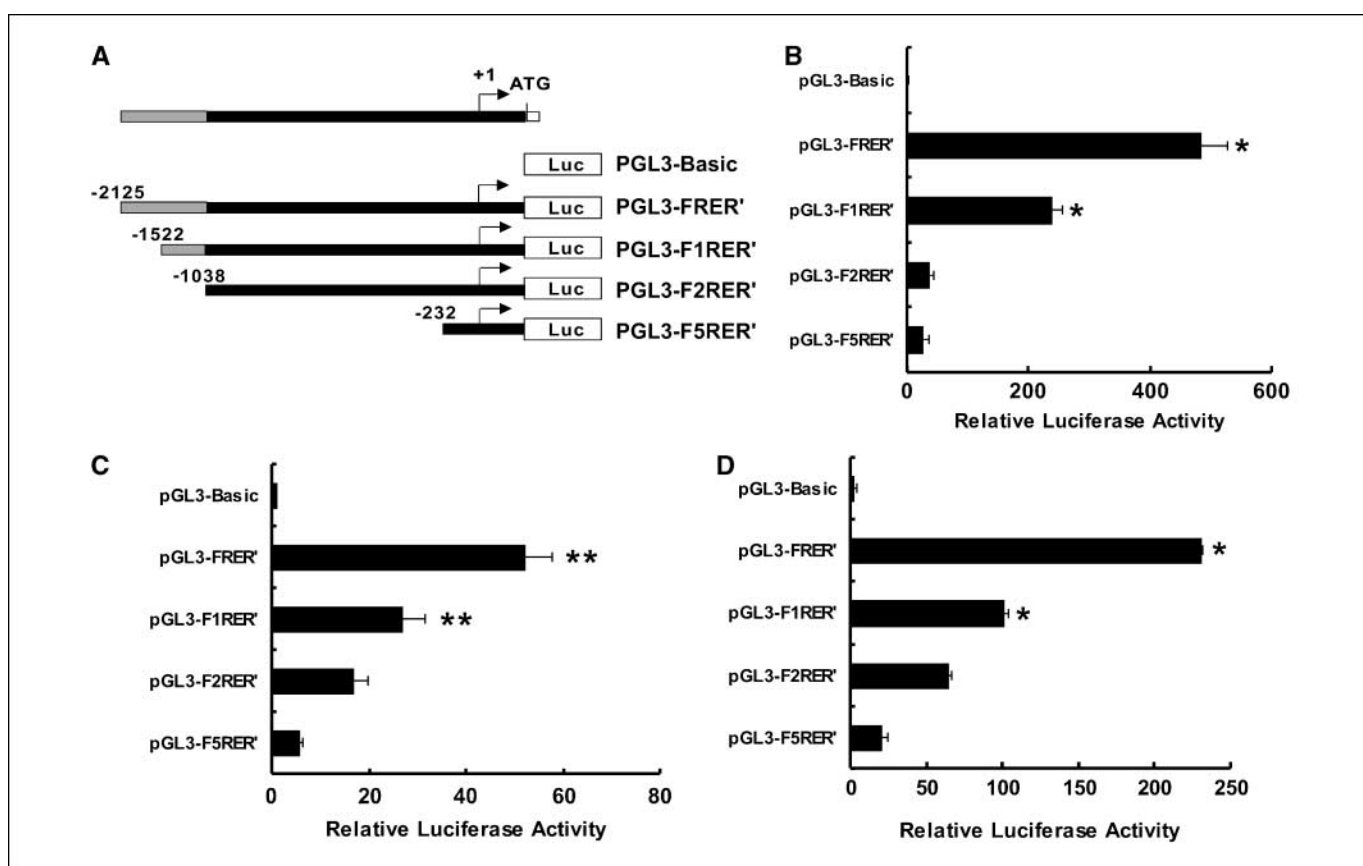 A
+1
ATG
Luc PGL3-Basic
-2125
Luc PGL3-FRER'
-1522
Luc PGL3-F1RER'
-1038
Luc PGL3-F2RER'
-232
Luc PGL3-F5RER'
B
pGL3-Basic
pGL3-FRER' *
pGL3-F1RER' *
pGL3-F2RER'
pGL3-F5RER'
0 200 400 600
Relative Luciferase Activity
C
pGL3-Basic
pGL3-FRER' **
pGL3-F1RER' **
pGL3-F2RER'
pGL3-F5RER'
0 20 40 60 80
Relative Luciferase Activity
D
pGL3-Basic
pGL3-FRER' *
pGL3-F1RER' *
pGL3-F2RER'
pGL3-F5RER'
0 50 100 150 200 250
Relative Luciferase Activity